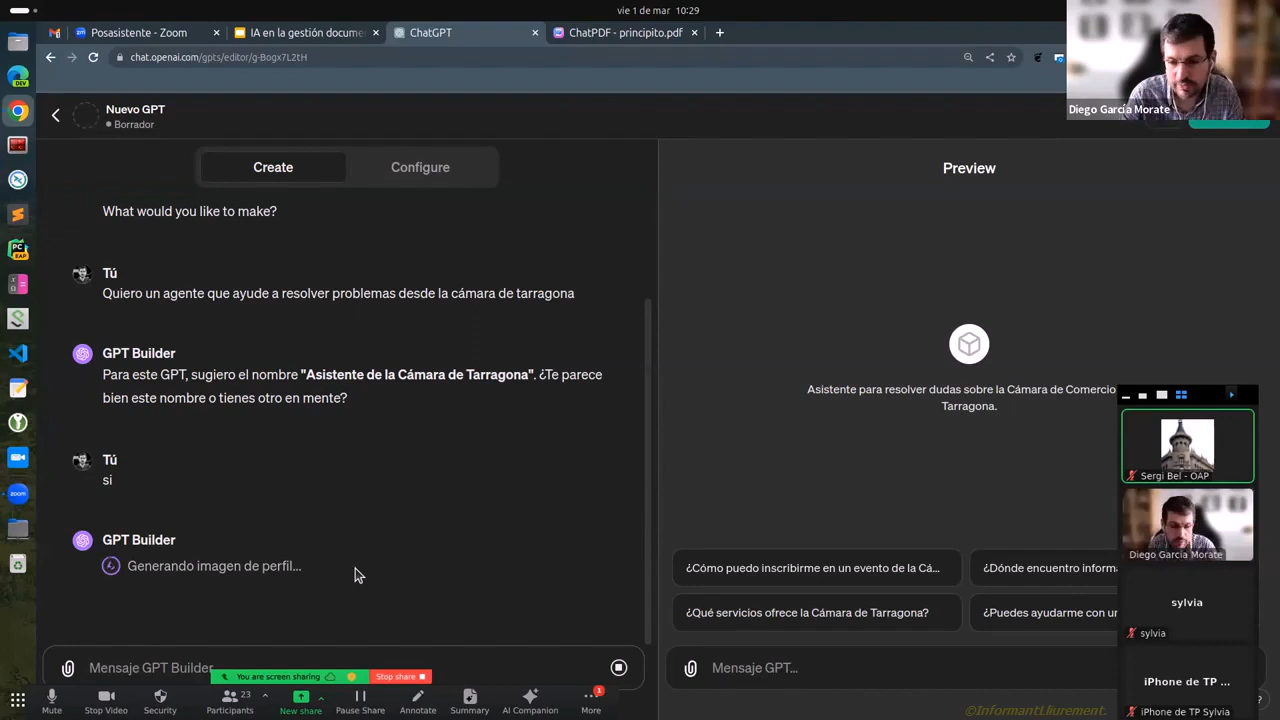 vie 1 de mar 10:29
Posasistente - Zoom
IA en la gestión docume
ChatGPT
ChatPDF - principito.pdf
chat.openai.com/gpts/editor/g-Bogx7L2tH
Diego García Morate
Nuevo GPT
Borrador
Create
Configure
Preview
What would you like to make?
Tú
Quiero un agente que ayude a resolver problemas desde la cámara de tarragona
GPT Builder
Para este GPT, sugiero el nombre "Asistente de la Cámara de Tarragona". ¿Te parece
bien este nombre o tienes otro en mente?
Tú
si
GPT Builder
Generando imagen de perfil...
Mensaje GPT Builder
Asistente para resolver dudas sobre la Cámara de Comercio
Tarragona.
¿Cómo puedo inscribirme en un evento de la Cá...
¿Dónde encuentro informa
¿Qué servicios ofrece la Cámara de Tarragona?
¿Puedes ayudarme con un
Mensaje GPT...
Sergi Bel - OAP
Diego García Morate
sylvia
sylvia
iPhone de TP ...
iPhone de TP Sylvia
You are screen sharing
Stop share
Mute
Stop Video
Security
Participants
23
New share
Pause Share
Annotate
Summary
AI Companion
More
1
DEV
PC
EAP
zoom
©InformantLliurement.